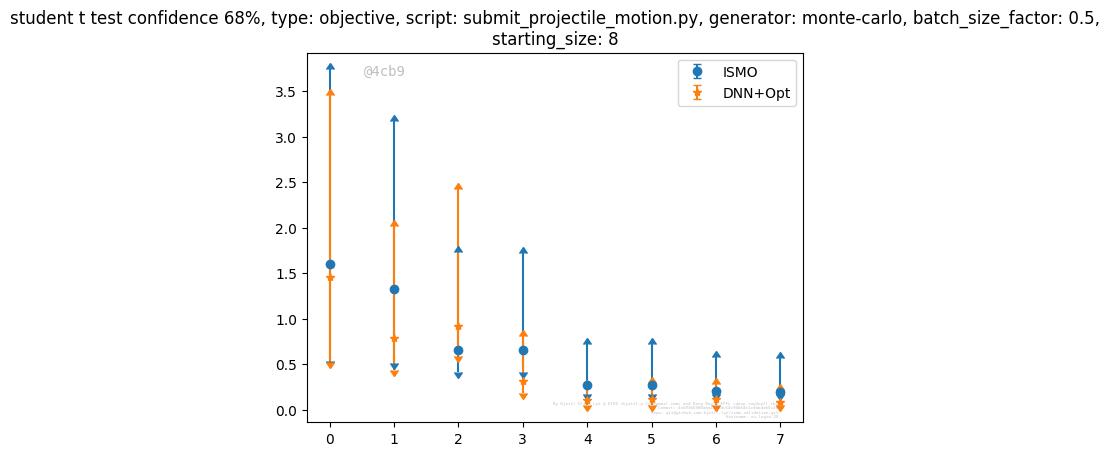 student t test confidence 68%, type: objective, script: submit_projectile_motion.py, generator: monte-carlo, batch_size_factor: 0.5,
starting_size: 8
@4cb9
ISMO
DNN+Opt
3.5
3.0
2.5
2.0
1.5
1.0
0.5
0.0
0 1 2 3 4 5 6 7